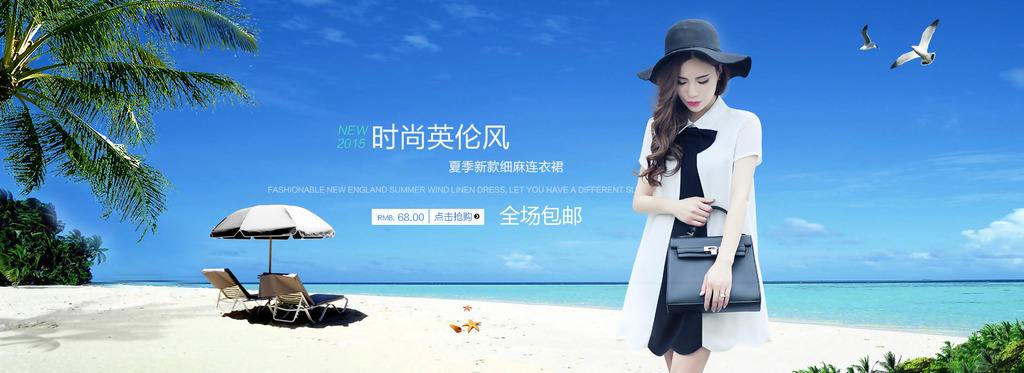 NEW
2015
时尚英伦风
夏季新款细麻连衣裙
FASHIONABLE NEW ENGLAND SUMMER WIND LINEN DRESS, LET YOU HAVE A DIFFERENT
RMB: 68.00 点击抢购
全场包邮